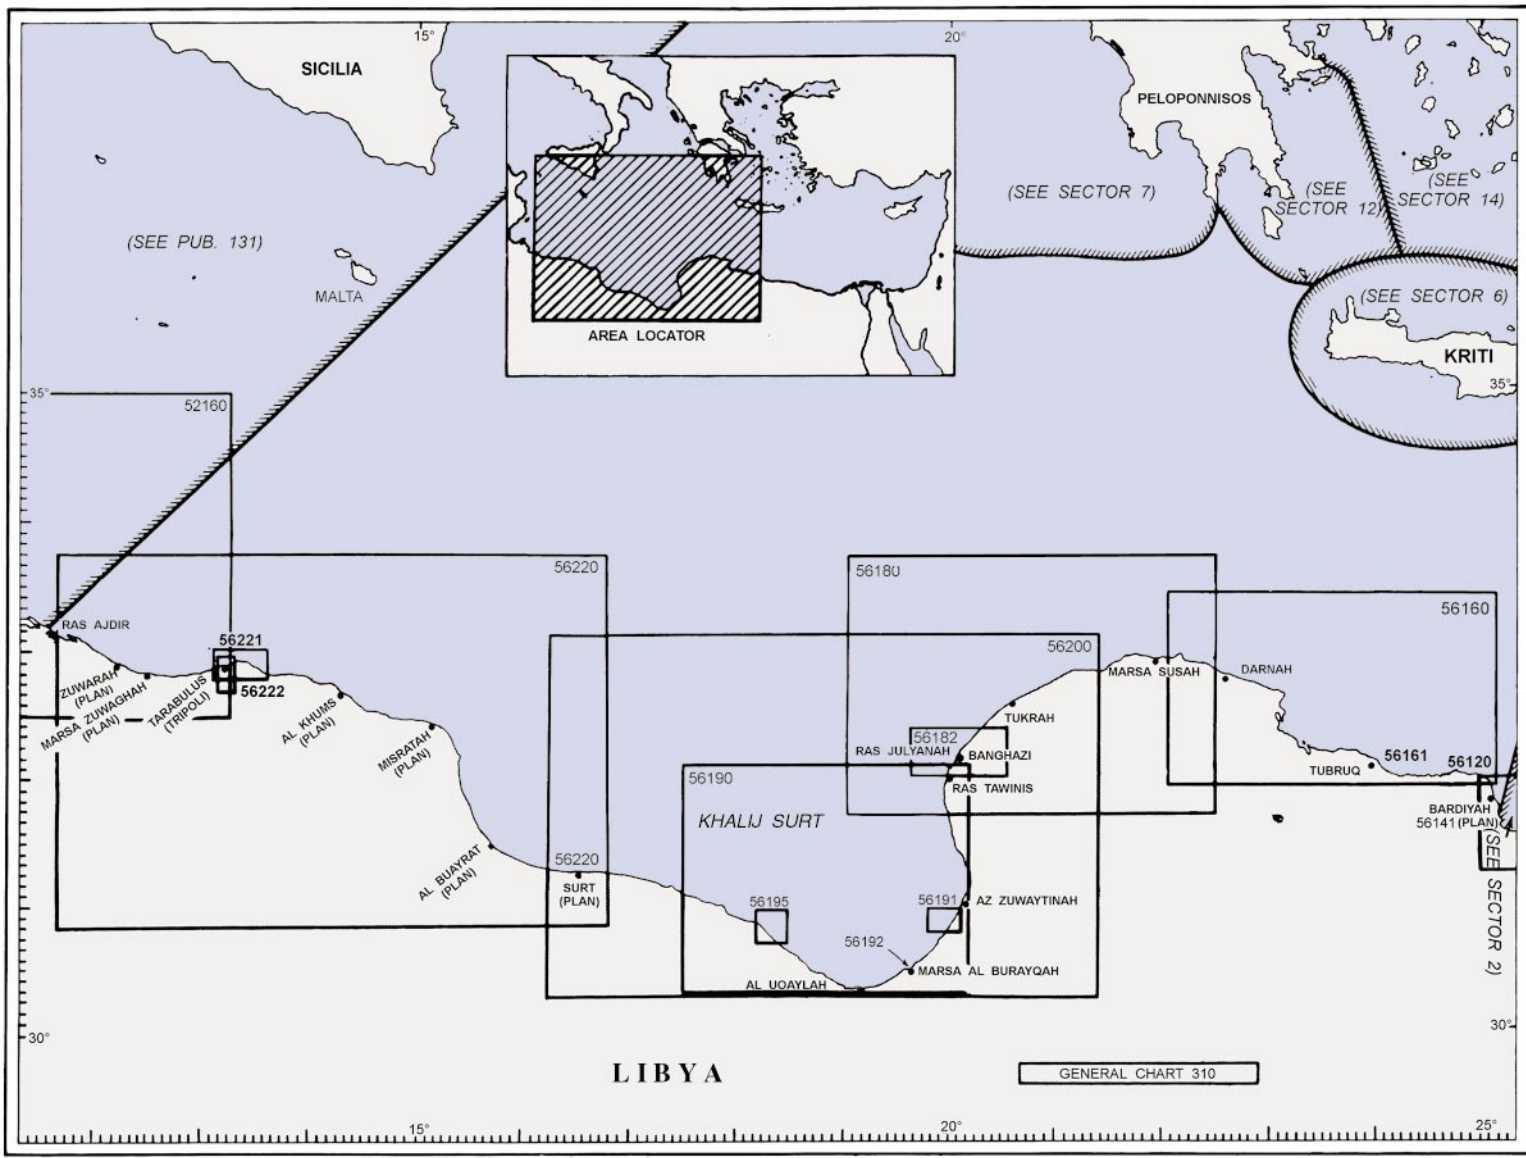 15°
20°
SICILIA
PELOPONNISOS
(SEE PUB. 131)
MALTA
(SEE SECTOR 7)
(SEE
SECTOR 12)
(SEE
SECTOR 14)
AREA LOCATOR
(SEE SECTOR 6)
KRITI
35°
35°
52160
56220
56180
56160
RAS AJDIR
56221
56200
ZUWARAH
(PLAN)
MARSA ZUWAGHAH
(PLAN)
TARABULUS
(TRIPOLI)
56222
AL KHUMS
(PLAN)
MISRATAH
(PLAN)
MARSA SUSAH
DARNAH
TUKRAH
56182
RAS JULYANAH
BANGHAZI
RAS TAWINIS
56190
KHALIJ SURT
TUBRUQ
56161
56120
BARDIYAH
56141 (PLAN)
(SEE SECTOR 2)
AL BUAYRAT
(PLAN)
56220
SURT
(PLAN)
56195
56191
AZ ZUWAYTINAH
56192
MARSA AL BURAYQAH
AL UOAYLAH
30°
30°
LIBYA
GENERAL CHART 310
15°
20°
25°